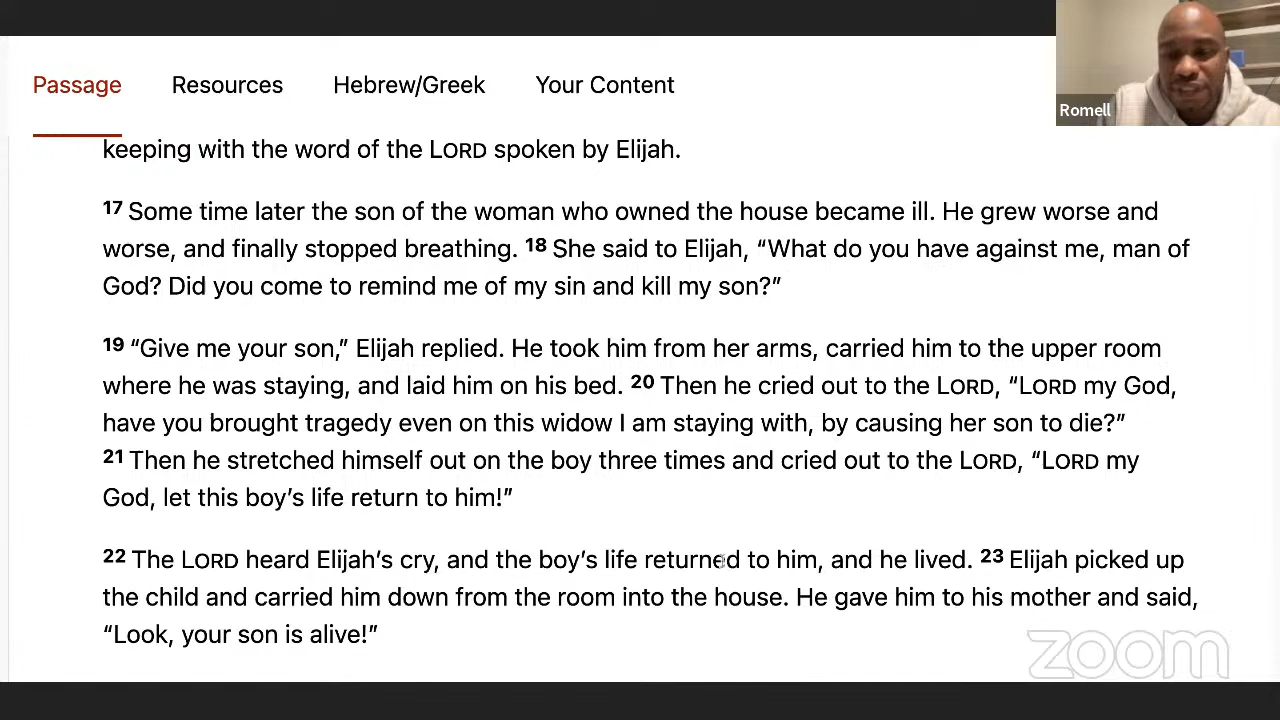 Passage Resources Hebrew/Greek Your Content
Romell
keeping with the word of the LORD spoken by Elijah.
17 Some time later the son of the woman who owned the house became ill. He grew worse and
worse, and finally stopped breathing. 18 She said to Elijah, “What do you have against me, man of
God? Did you come to remind me of my sin and kill my son?”
19 “Give me your son,” Elijah replied. He took him from her arms, carried him to the upper room
where he was staying, and laid him on his bed. 20 Then he cried out to the LORD, “LORD my God,
have you brought tragedy even on this widow I am staying with, by causing her son to die?”
21 Then he stretched himself out on the boy three times and cried out to the LORD, “LORD my
God, let this boy’s life return to him!”
22 The LORD heard Elijah’s cry, and the boy’s life returned to him, and he lived. 23 Elijah picked up
the child and carried him down from the room into the house. He gave him to his mother and said,
“Look, your son is alive!”
zoom